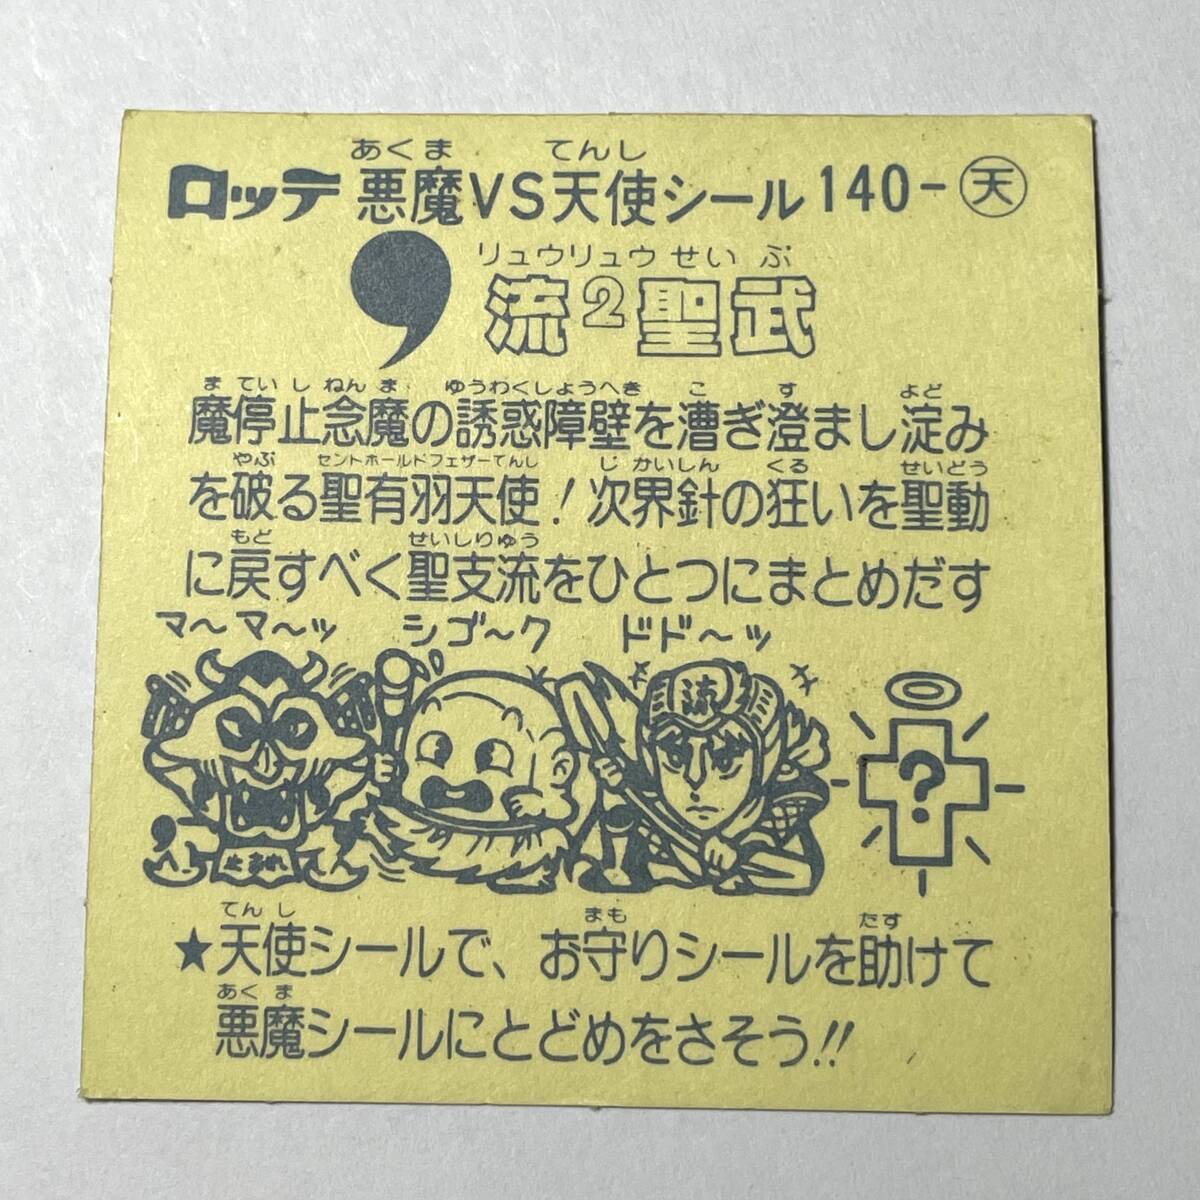 ロッテ 悪魔VS天使シール 140-天
あくま てんし
リュウリュウ せい ぶ
流2聖武
ま ていし ねんま ゆうわくしょうへき こ す よど
魔停止念魔の誘惑障壁を漕ぎ澄まし淀み
やぶ セントホールドフェザーてんし じ かいしん くる せいどう
を破る聖有羽天使!次界針の狂いを聖動
もど せいしりゅう
に戻すべく聖支流をひとつにまとめだす
マ〜マ〜ッ シゴ〜ク ドド〜ッ
流
?
てんし まも たす
★天使シールで、お守りシールを助けて
あくま
悪魔シールにとどめをさそう!!